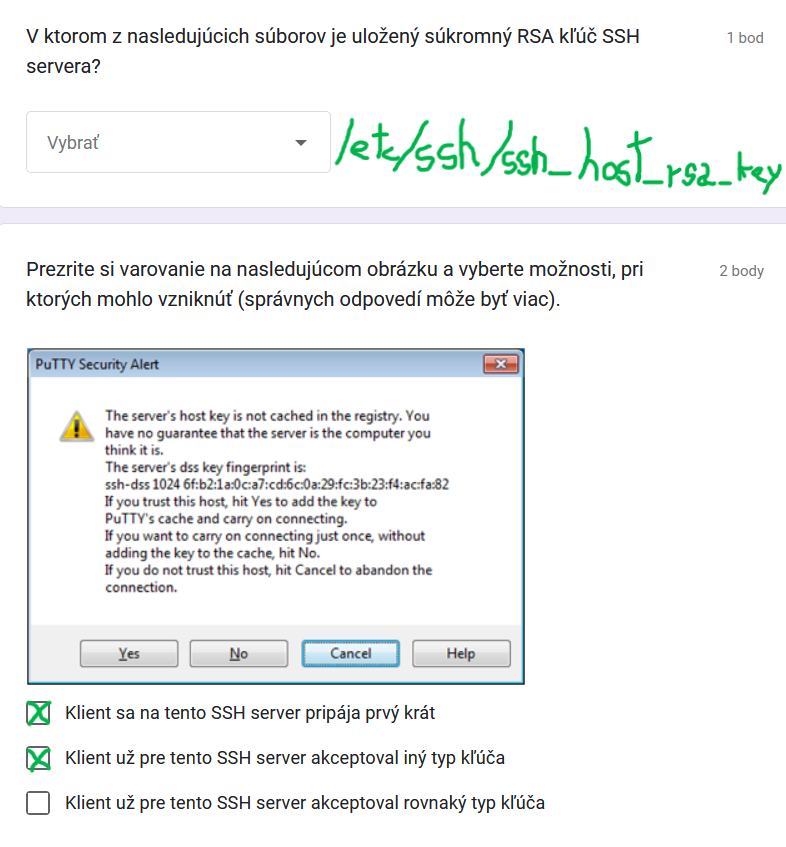 V ktorom z nasledujúcich súborov je uložený súkromný RSA kľúč SSH
servera?
1 bod
Vybrať
/etc/ssh/ssh_host_rsa_key
Prezrite si varovanie na nasledujúcom obrázku a vyberte možnosti, pri
ktorých mohlo vzniknúť (správnych odpovedí môže byť viac).
2 body
PuTTY Security Alert
The server's host key is not cached in the registry. You
have no guarantee that the server is the computer you
think it is.
The server's dss key fingerprint is:
ssh-dss 1024 6f:b2:1a:0c:a7:cd:6c:0a:29:fc:3b:23:f4:ac:fa:82
If you trust this host, hit Yes to add the key to
PuTTY's cache and carry on connecting.
If you want to carry on connecting just once, without
adding the key to the cache, hit No.
If you do not trust this host, hit Cancel to abandon the
connection.
Yes No Cancel Help
Klient sa na tento SSH server pripája prvý krát
Klient už pre tento SSH server akceptoval iný typ kľúča
Klient už pre tento SSH server akceptoval rovnaký typ kľúča